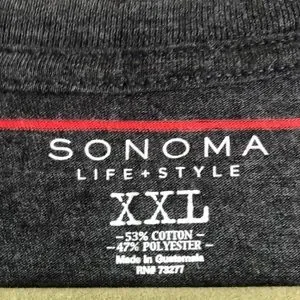 SONOMA
LIFE + STYLE
XXL
– 53% COTTON –
– 47% POLYESTER –
Made in Guatemala
RN# 73277